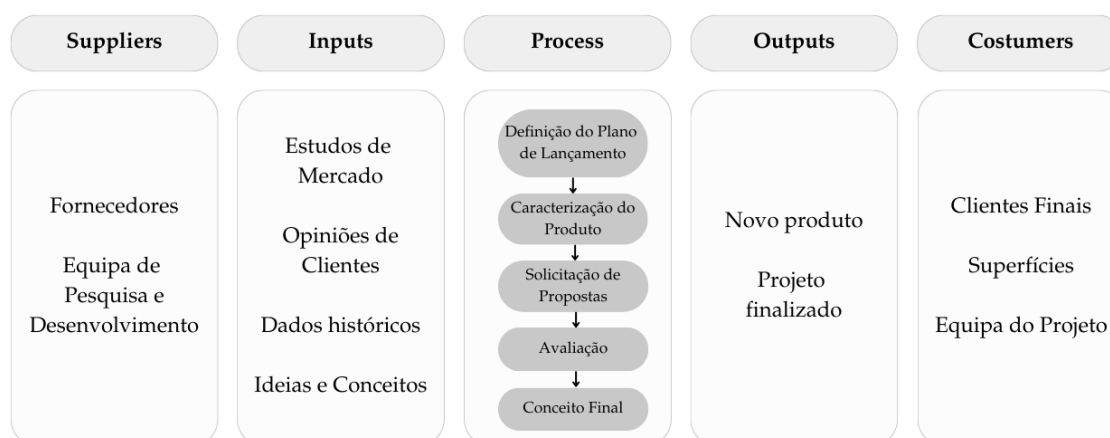 Suppliers
Inputs
Process
Outputs
Costumers
Fornecedores
Equipa de
Pesquisa e
Desenvolvimento
Estudos de
Mercado
Opiniões de
Clientes
Dados históricos
Ideias e Conceitos
Definição do Plano
de Lançamento
Caracterização do
Produto
Solicitação de
Propostas
Avaliação
Conceito Final
Novo produto
Projeto
finalizado
Clientes Finais
Superfícies
Equipa do Projeto